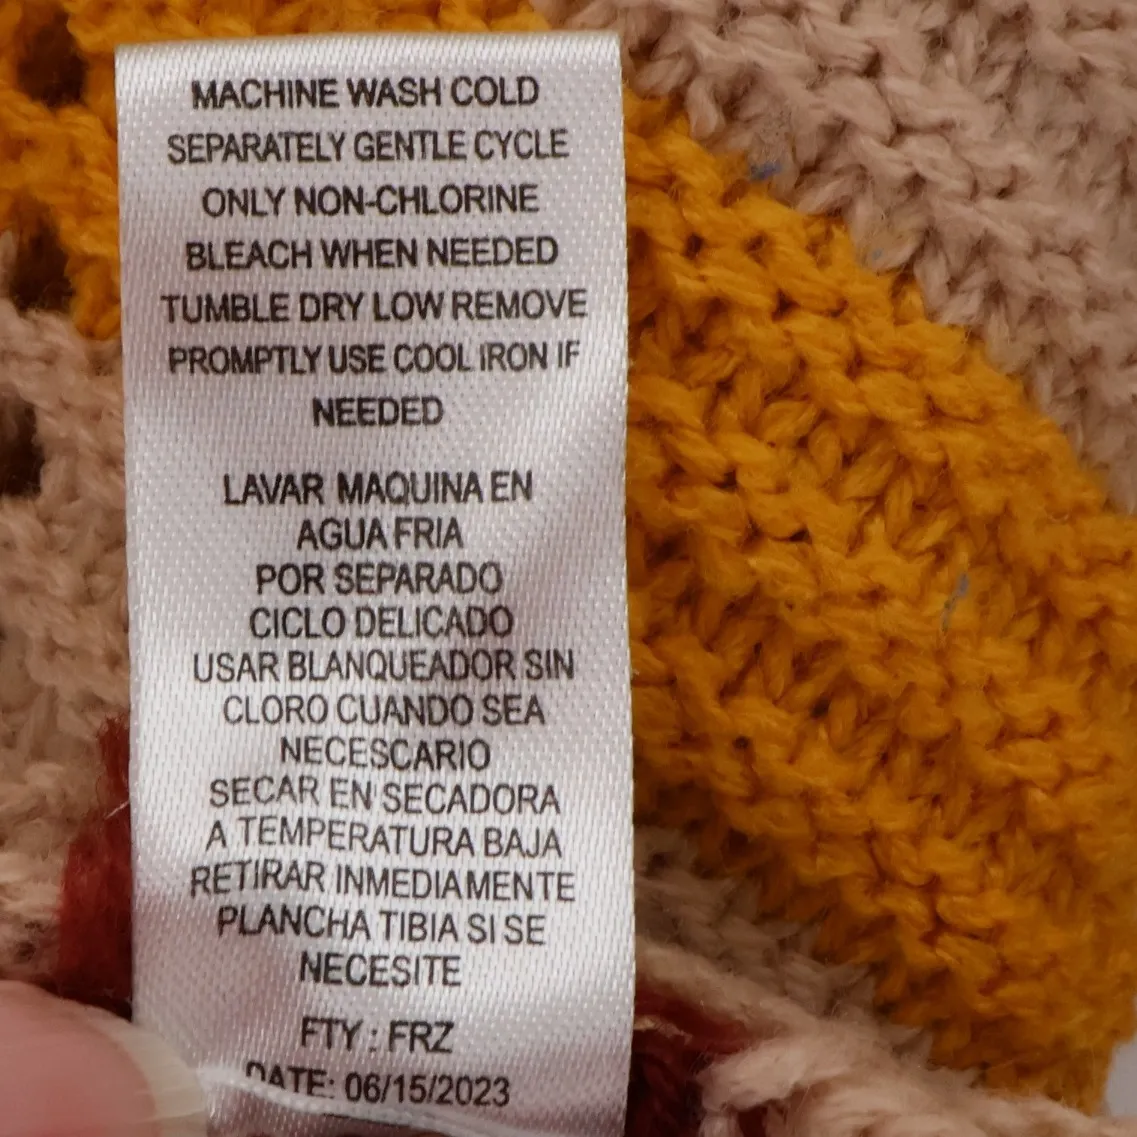 MACHINE WASH COLD
SEPARATELY GENTLE CYCLE
ONLY NON-CHLORINE
BLEACH WHEN NEEDED
TUMBLE DRY LOW REMOVE
PROMPTLY USE COOL IRON IF
NEEDED
LAVAR MAQUINA EN
AGUA FRIA
POR SEPARADO
CICLO DELICADO
USAR BLANQUEADOR SIN
CLORO CUANDO SEA
NECESCARIO
SECAR EN SECADORA
A TEMPERATURA BAJA
RETIRAR INMEDIAMENTE
PLANCHA TIBIA SI SE
NECESITE
FTY : FRZ
DATE: 06/15/2023